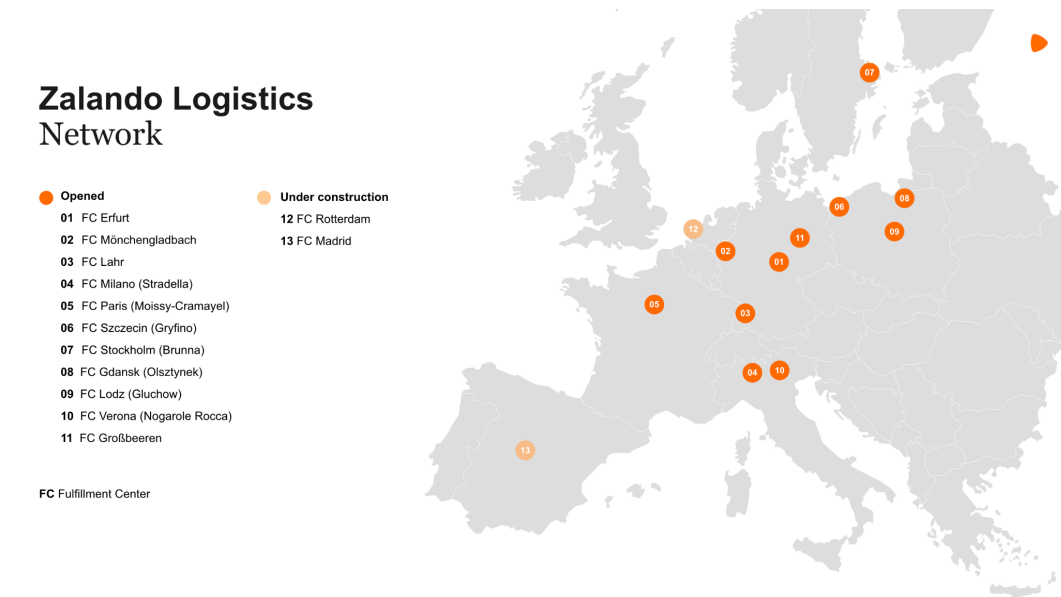 Zalando Logistics
Network
Opened
01 FC Erfurt
02 FC Mönchengladbach
03 FC Lahr
04 FC Milano (Stradella)
05 FC Paris (Moissy-Cramayel)
06 FC Szczecin (Gryfino)
07 FC Stockholm (Brunna)
08 FC Gdansk (Olsztynek)
09 FC Lodz (Gluchow)
10 FC Verona (Nogarole Rocca)
11 FC Großbeeren
Under construction
12 FC Rotterdam
13 FC Madrid
FC Fulfillment Center
07
08
06
12
09
11
02
01
05
03
10
04
13